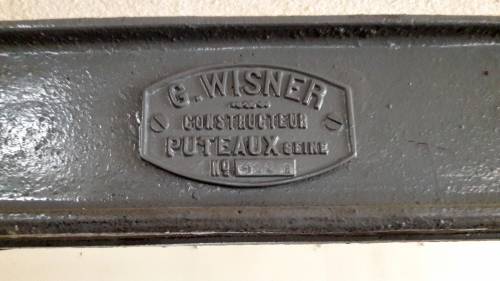 G. WISNER
CONSTRUCTEUR
PUTEAUX SEINE
No